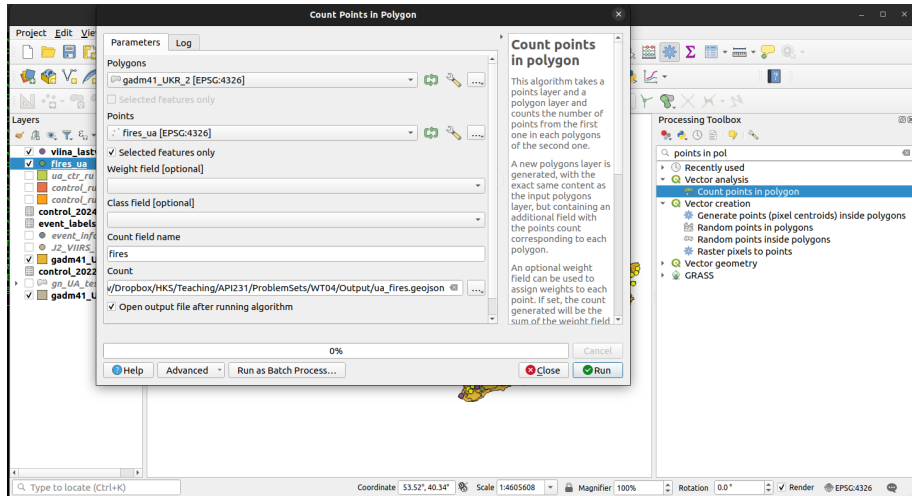 Count Points in Polygon
Project Edit Vie
Parameters Log
Polygons
gadm41_UKR_2 [EPSG:4326]
Selected features only
Points
fires_ua [EPSG:4326]
Selected features only
Weight field [optional]
Class field [optional]
Count field name
fires
Count
/Dropbox/HKS/Teaching/API231/ProblemSets/WT04/Output/ua_fires.geojson
Open output file after running algorithm
0%
Cancel
Help Advanced Run as Batch Process... Close Run
Count points
in polygon
This algorithm takes a
points layer and a
polygon layer and
counts the number of
points from the first
one in each polygons
of the second one.
A new polygons layer is
generated, with the
exact same content as
the input polygons
layer, but containing an
additional field with
the points count
corresponding to each
polygon.
An optional weight
field can be used to
assign weights to each
point. If set, the count
generated will be the
sum of the weight field
Layers
viina_last
fires_ua
ua_ctr_ru
control_ru
control_ru
control_2024
event_labels
event_info
J2_VIIRS_
gadm41_U
control_2022
gn_UA_te
gadm41_U
Processing Toolbox
points in pol
Recently used
Vector analysis
Count points in polygon
Vector creation
Generate points (pixel centroids) inside polygons
Random points in polygons
Random points inside polygons
Raster pixels to points
Vector geometry
GRASS
Type to locate (Ctrl+K)
Coordinate 53.52°, 40.34° Scale 1:4605608 Magnifier 100% Rotation 0.0° Render EPSG:4326